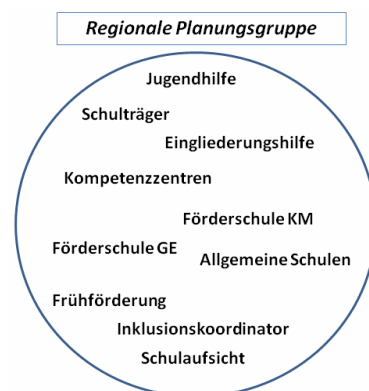 Regionale Planungsgruppe
Jugendhilfe
Schulträger
Eingliederungshilfe
Kompetenzzentren
Förderschule KM
Förderschule GE
Allgemeine Schulen
Frühförderung
Inklusionskoordinator
Schulaufsicht